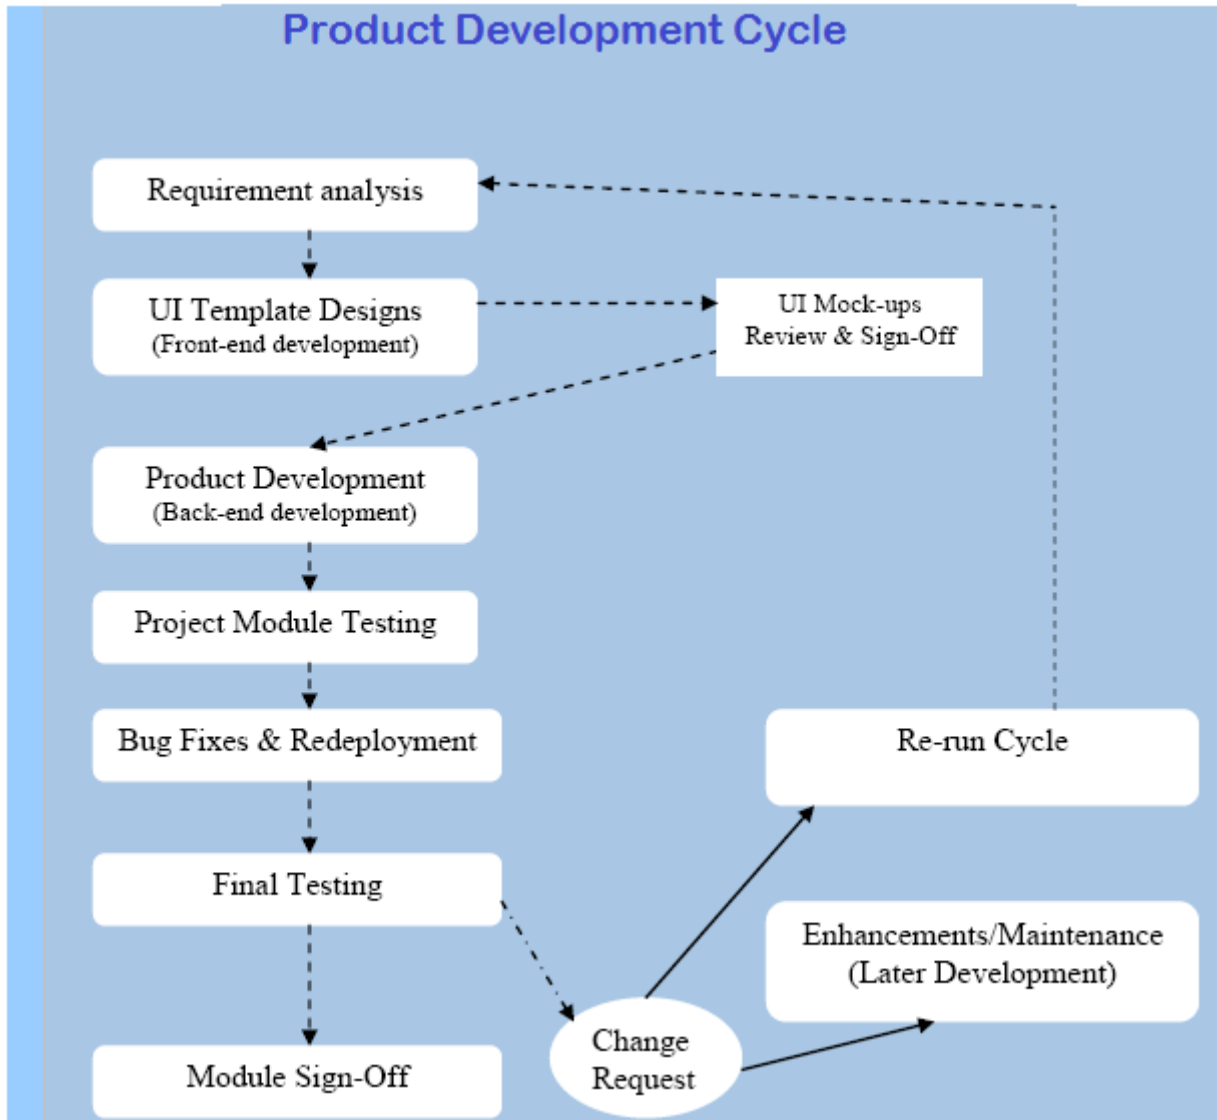 Product Development Cycle
Requirement analysis
UI Template Designs
(Front-end development)
UI Mock-ups
Review & Sign-Off
Product Development
(Back-end development)
Project Module Testing
Bug Fixes & Redeployment
Re-run Cycle
Final Testing
Enhancements/Maintenance
(Later Development)
Change
Request
Module Sign-Off